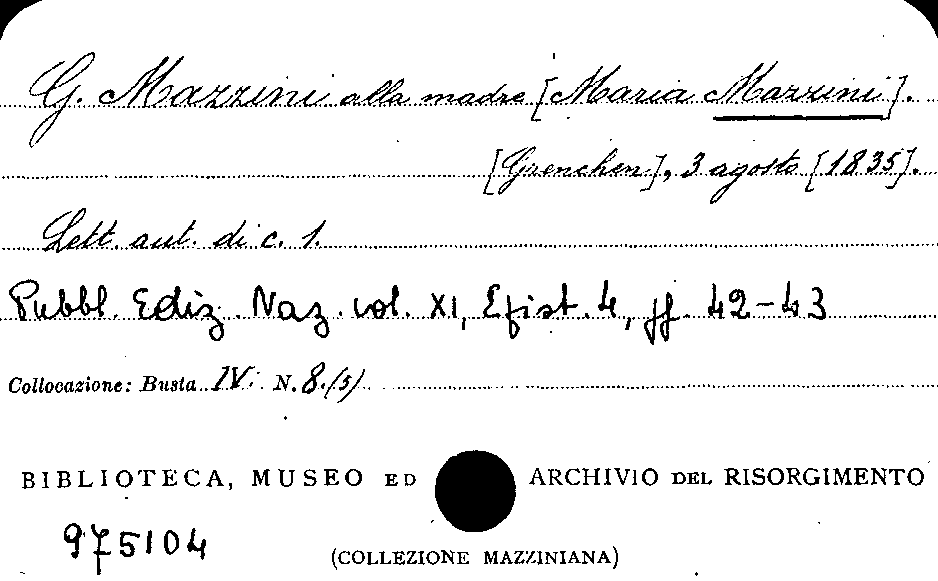 G. Mazzini alla madre [Maria Mazzini].
[Grenchen], 3 agosto [1835].
Lett. aut. di c. 1.
Pubbl. Ediz. Naz. vol. XI, Epist. 4, pp. 42-43
Collocazione: Busta IV. N. 8.(5)
BIBLIOTECA, MUSEO ED ARCHIVIO DEL RISORGIMENTO
975104
(COLLEZIONE MAZZINIANA)